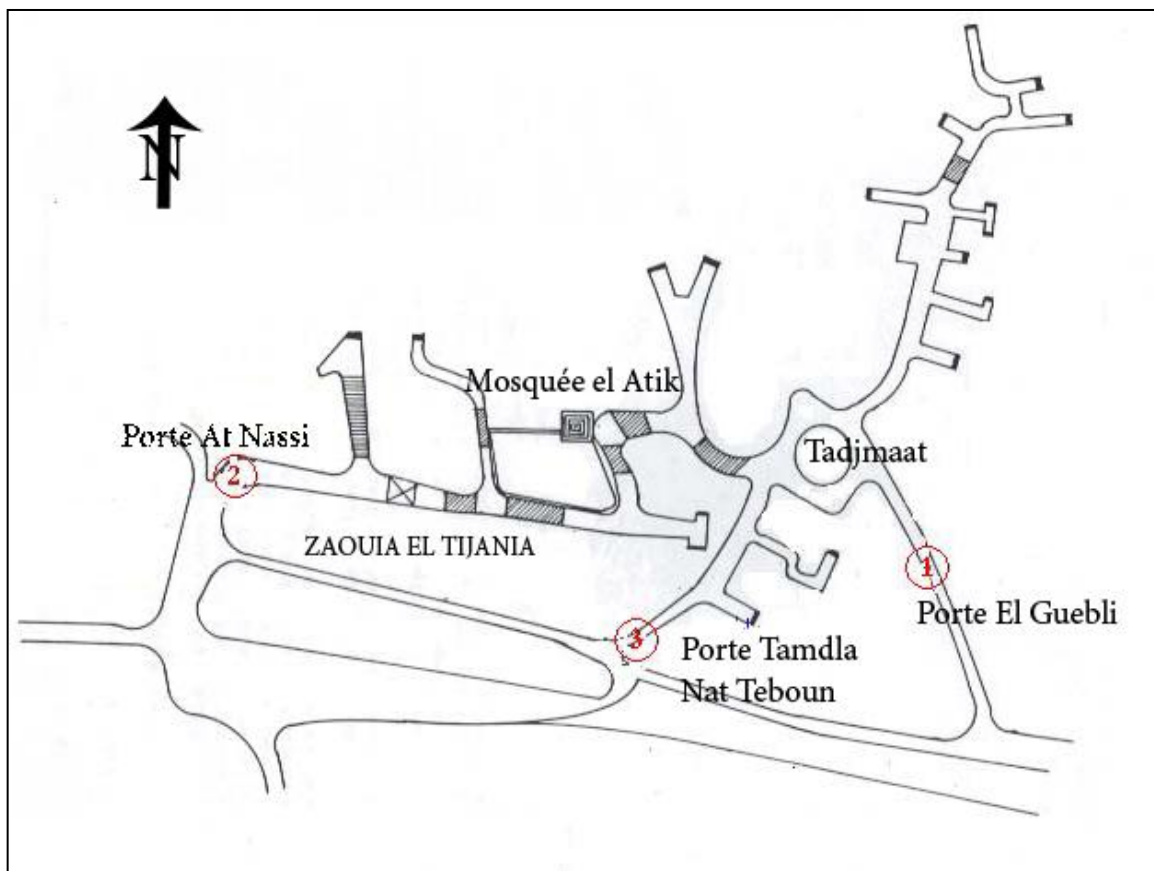 N
Mosquée el Atik
Porte At Nassi
Tadjmaat
2
ZAOUIA EL TIJANIA
1
Porte El Guebli
3
Porte Tamdla
Nat Teboun